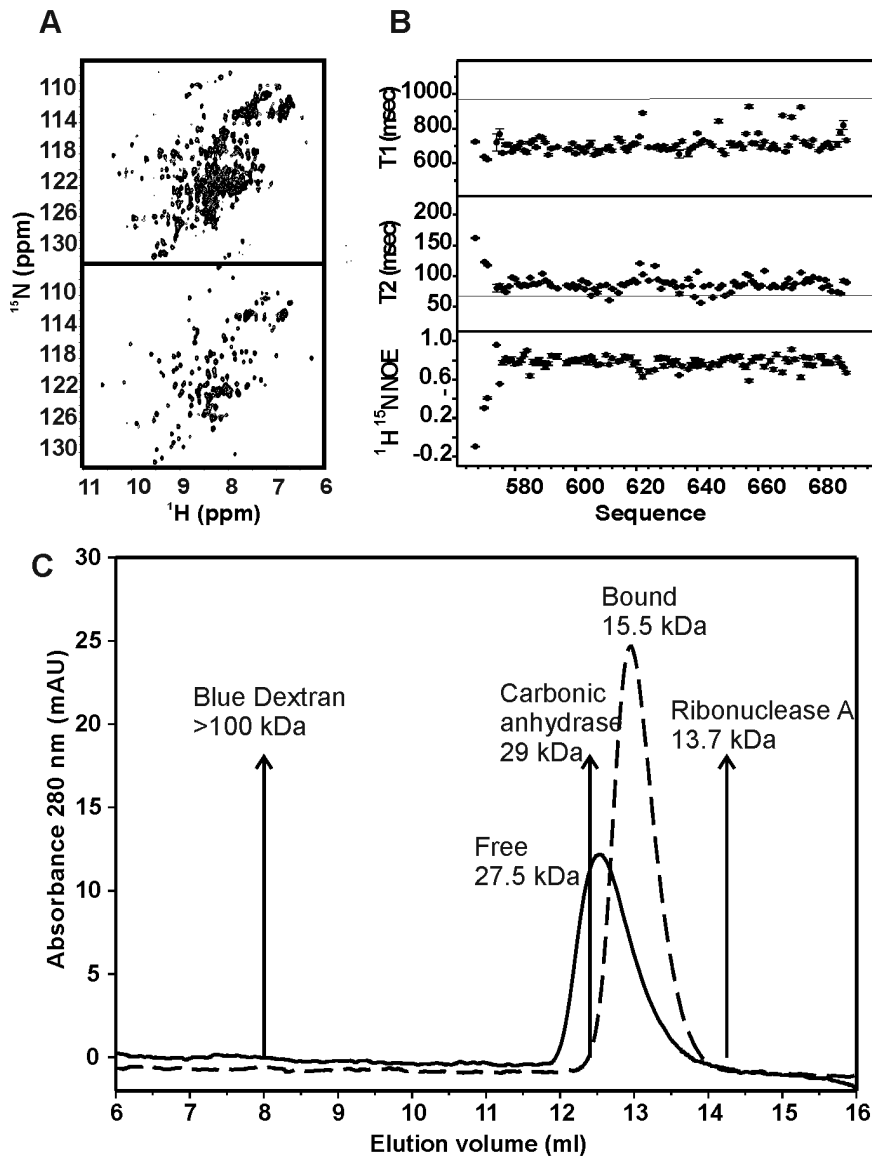 A
B
110
114
118
122
126
130
110
114
118
122
126
130
15N (ppm)
11 10 9 8 7 6
1H (ppm)
1000
800
600
T1 (msec)
200
150
100
50
T2 (msec)
1.0
0.6
0.2
-0.2
1H 15N NOE
580 600 620 640 660 680
Sequence
C
30
25
20
15
10
5
0
Absorbance 280 nm (mAU)
Blue Dextran
>100 kDa
Carbonic
anhydrase
29 kDa
Bound
15.5 kDa
Ribonuclease A
13.7 kDa
Free
27.5 kDa
6 7 8 9 10 11 12 13 14 15 16
Elution volume (ml)